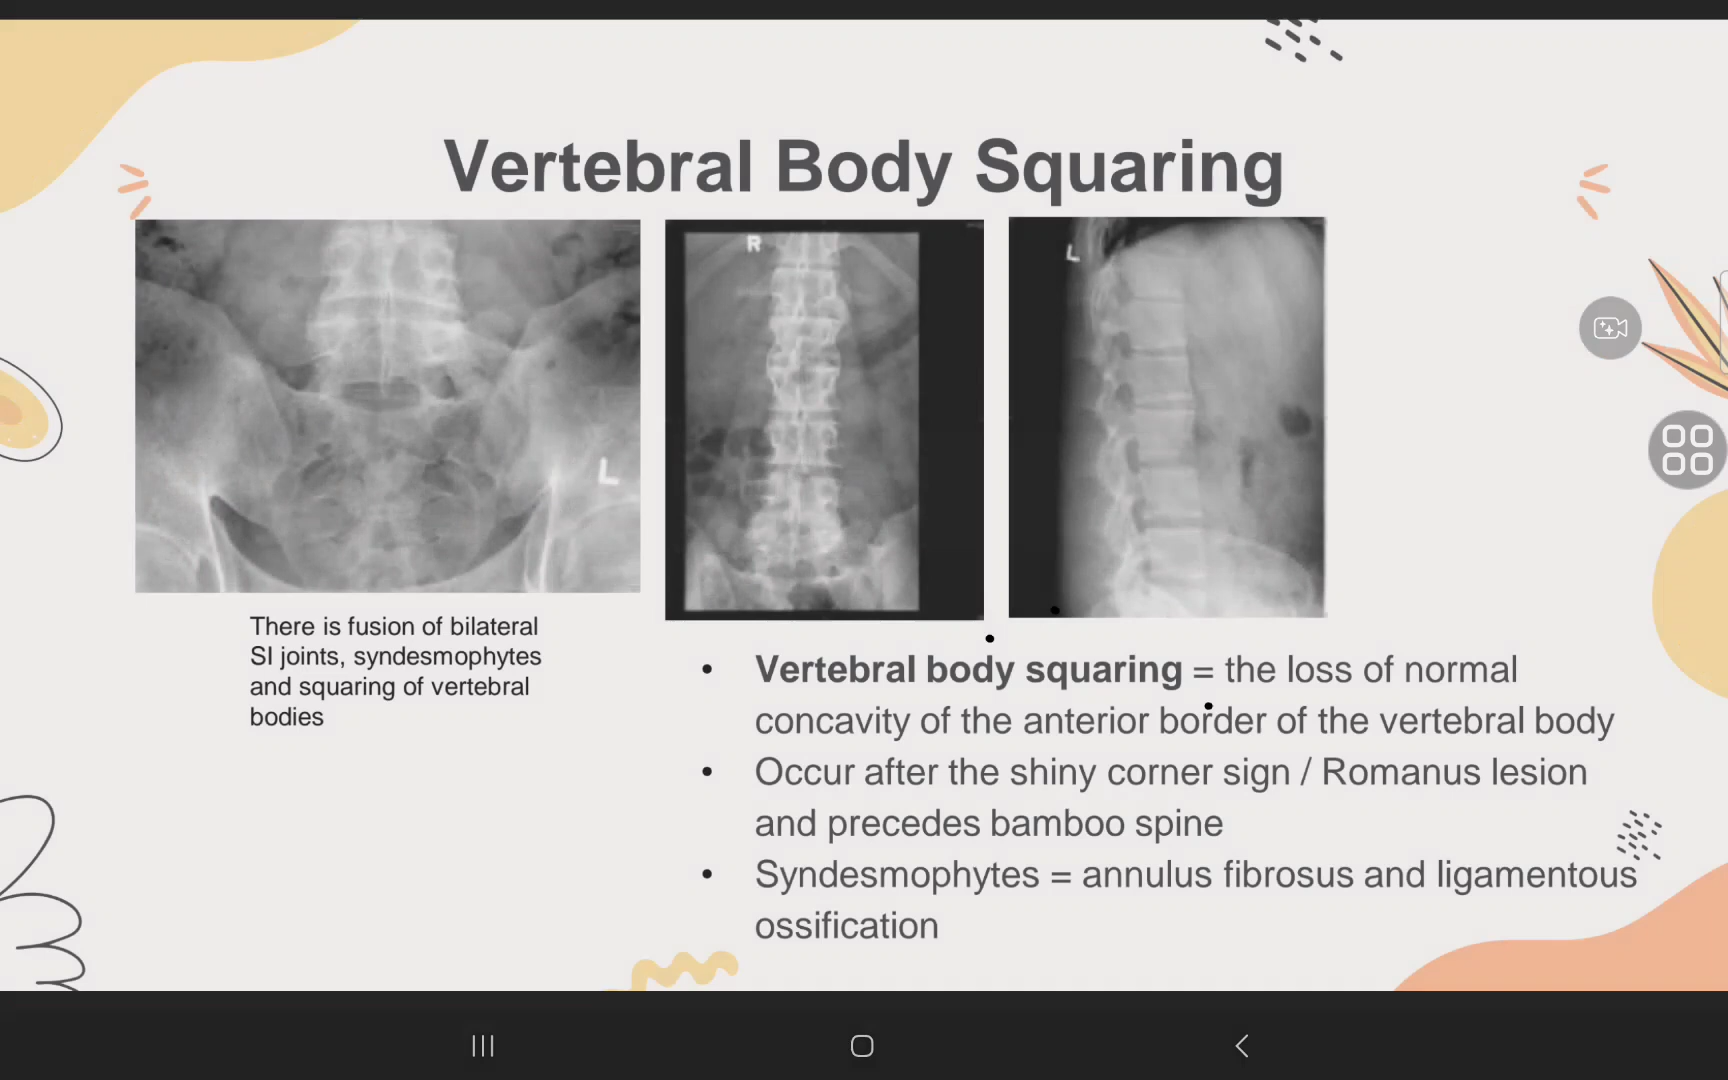 Vertebral Body Squaring
R
L
L
There is fusion of bilateral
SI joints, syndesmophytes
and squaring of vertebral
bodies
• Vertebral body squaring = the loss of normal
concavity of the anterior border of the vertebral body
• Occur after the shiny corner sign / Romanus lesion
and precedes bamboo spine
• Syndesmophytes = annulus fibrosus and ligamentous
ossification